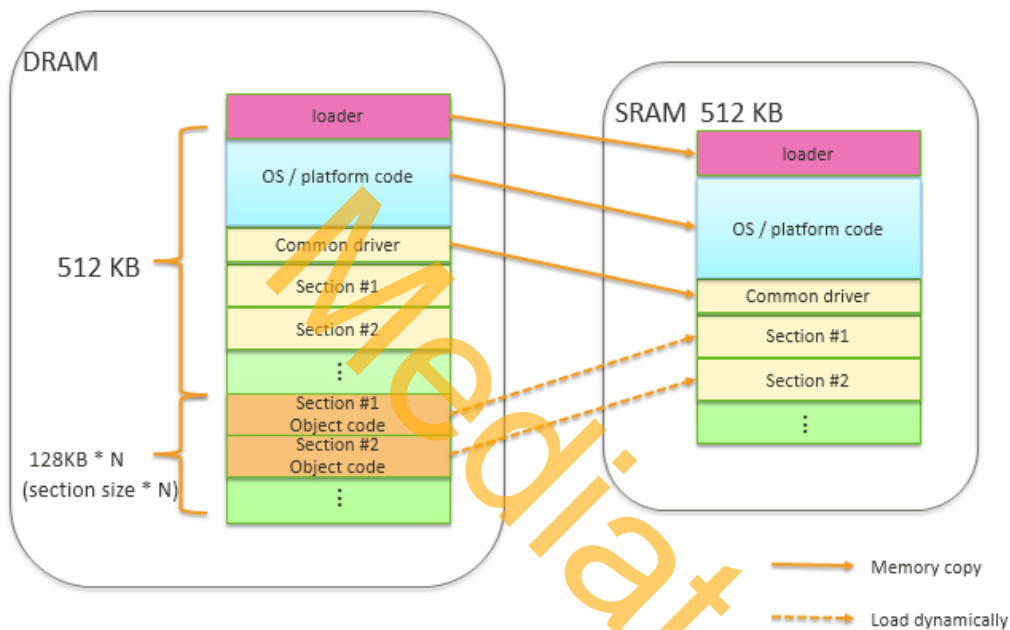 DRAM
loader
OS / platform code
Common driver
Section #1
Section #2
⋮
Section #1
Object code
Section #2
Object code
⋮
512 KB
128KB * N
(section size * N)
SRAM 512 KB
loader
OS / platform code
Common driver
Section #1
Section #2
⋮
Memory copy
Load dynamically
Mediat